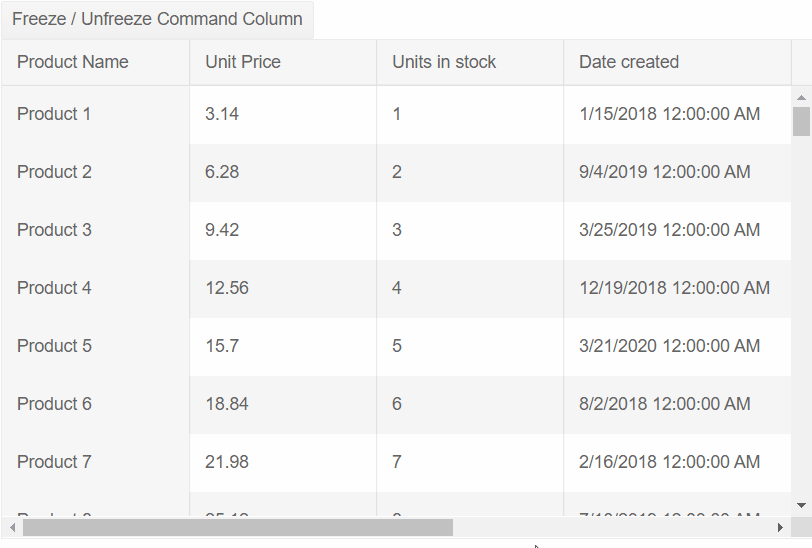 Freeze / Unfreeze Command Column
Product Name Unit Price Units in stock Date created
Product 1 3.14 1 1/15/2018 12:00:00 AM
Product 2 6.28 2 9/4/2019 12:00:00 AM
Product 3 9.42 3 3/25/2019 12:00:00 AM
Product 4 12.56 4 12/19/2018 12:00:00 AM
Product 5 15.7 5 3/21/2020 12:00:00 AM
Product 6 18.84 6 8/2/2018 12:00:00 AM
Product 7 21.98 7 2/16/2018 12:00:00 AM